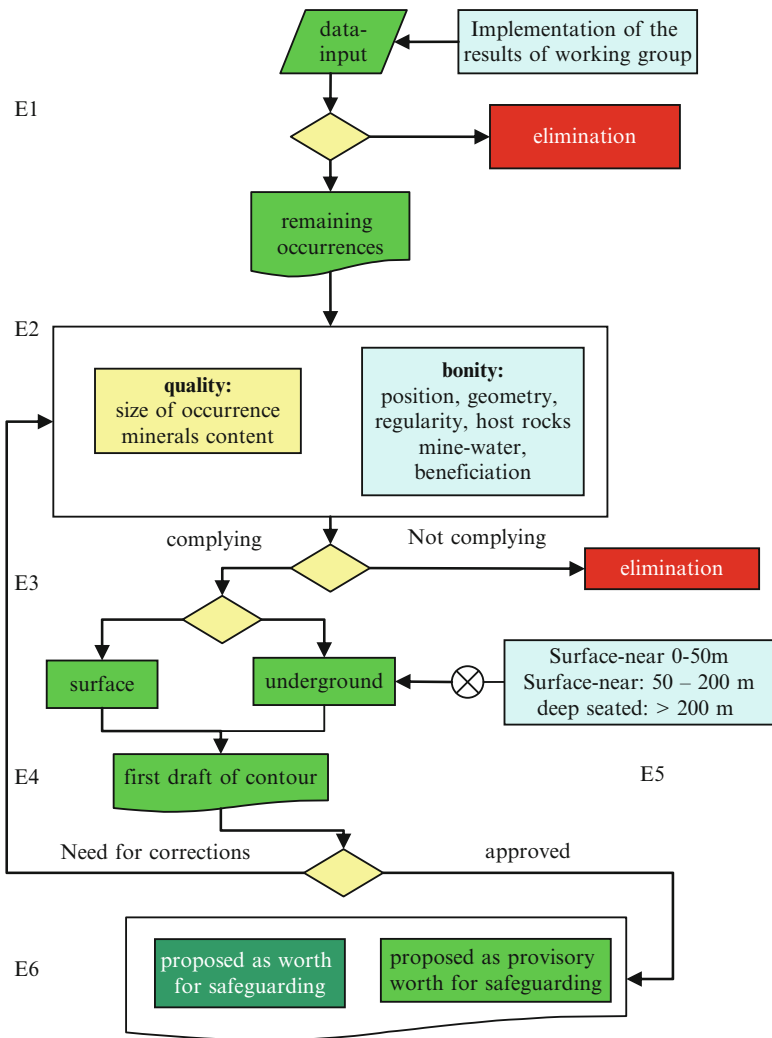 data-
input
Implementation of the
results of working group
E1
elimination
remaining
occurrences
E2
quality:
size of occurrence
minerals content
bonity:
position, geometry,
regularity, host rocks
mine-water,
beneficiation
complying
Not complying
E3
elimination
surface
underground
Surface-near 0-50m
Surface-near: 50 – 200 m
deep seated: > 200 m
E4
first draft of contour
E5
Need for corrections
approved
E6
proposed as worth
for safeguarding
proposed as provisory
worth for safeguarding